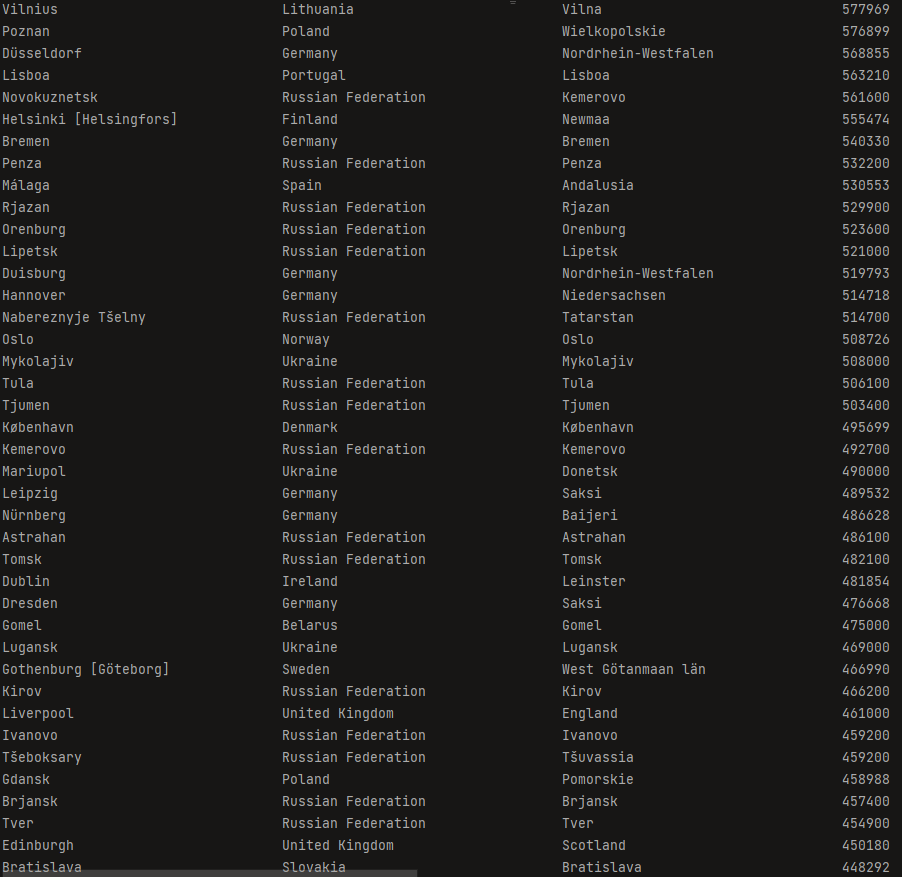 Vilnius Lithuania Vilna 577969
Poznan Poland Wielkopolskie 576899
Düsseldorf Germany Nordrhein-Westfalen 568855
Lisboa Portugal Lisboa 563210
Novokuznetsk Russian Federation Kemerovo 561600
Helsinki [Helsingfors] Finland Newmaa 555474
Bremen Germany Bremen 540330
Penza Russian Federation Penza 532200
Málaga Spain Andalusia 530553
Rjazan Russian Federation Rjazan 529900
Orenburg Russian Federation Orenburg 523600
Lipetsk Russian Federation Lipetsk 521000
Duisburg Germany Nordrhein-Westfalen 519793
Hannover Germany Niedersachsen 514718
Nabereznyje Tšelny Russian Federation Tatarstan 514700
Oslo Norway Oslo 508726
Mykolajiv Ukraine Mykolajiv 508000
Tula Russian Federation Tula 506100
Tjumen Russian Federation Tjumen 503400
København Denmark København 495699
Kemerovo Russian Federation Kemerovo 492700
Mariupol Ukraine Donetsk 490000
Leipzig Germany Saksi 489532
Nürnberg Germany Baijeri 486628
Astrahan Russian Federation Astrahan 486100
Tomsk Russian Federation Tomsk 482100
Dublin Ireland Leinster 481854
Dresden Germany Saksi 476668
Gomel Belarus Gomel 475000
Lugansk Ukraine Lugansk 469000
Gothenburg [Göteborg] Sweden West Götanmaan län 466990
Kirov Russian Federation Kirov 466200
Liverpool United Kingdom England 461000
Ivanovo Russian Federation Ivanovo 459200
Tšeboksary Russian Federation Tšuvassia 459200
Gdansk Poland Pomorskie 458988
Brjansk Russian Federation Brjansk 457400
Tver Russian Federation Tver 454900
Edinburgh United Kingdom Scotland 450180
Bratislava Slovakia Bratislava 448292